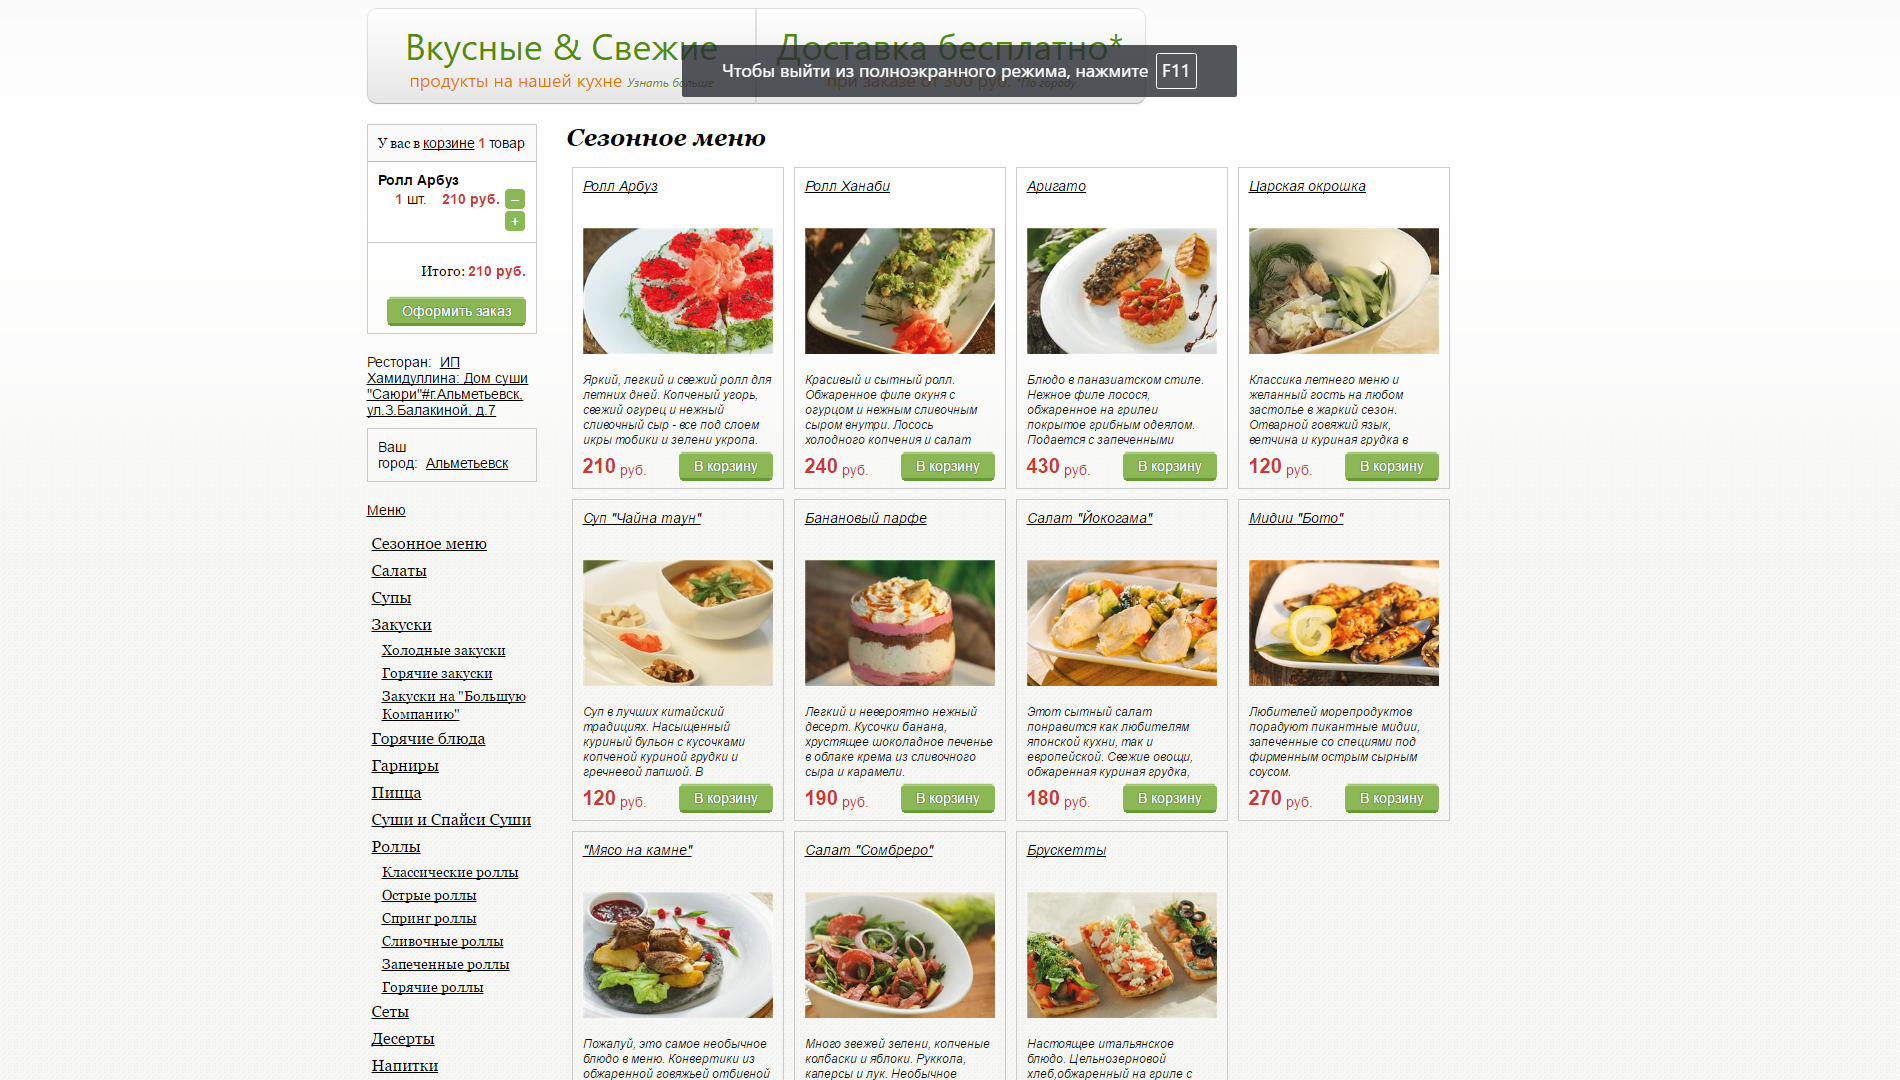 Вкусные & Свежие
продукты на нашей кухне Узнать больше
Доставка бесплатно*
при заказе от 500 руб. *По городу
Чтобы выйти из полноэкранного режима, нажмите F11
У вас в корзине 1 товар
Ролл Арбуз
1 шт. 210 руб. –
+
Итого: 210 руб.
Оформить заказ
Ресторан: ИП
Хамидуллина: Дом суши
"Саюри"#г.Альметьевск,
ул.З.Балакиной, д.7
Ваш
город: Альметьевск
Меню
Сезонное меню
Салаты
Супы
Закуски
Холодные закуски
Горячие закуски
Закуски на "Большую
Компанию"
Горячие блюда
Гарниры
Пицца
Суши и Спайси Суши
Роллы
Классические роллы
Острые роллы
Спринг роллы
Сливочные роллы
Запеченные роллы
Горячие роллы
Сеты
Десерты
Напитки
Сезонное меню
Ролл Арбуз
Яркий, легкий и свежий ролл для
летних дней. Копченый угорь,
свежий огурец и нежный
сливочный сыр - все под слоем
икры тобики и зелени укропа.
210 руб. В корзину
Ролл Ханаби
Красивый и сытный ролл.
Обжаренное филе окуня с
огурцом и нежным сливочным
сыром внутри. Лосось
холодного копчения и салат
240 руб. В корзину
Аригато
Блюдо в паназиатском стиле.
Нежное филе лосося,
обжаренное на грилеи
покрытое грибным одеялом.
Подается с запеченными
430 руб. В корзину
Царская окрошка
Классика летнего меню и
желанный гость на любом
застолье в жаркий сезон.
Отварной говяжий язык,
ветчина и куриная грудка в
120 руб. В корзину
Суп "Чайна таун"
Суп в лучших китайский
традициях. Насыщенный
куриный бульон с кусочками
копченой куриной грудки и
гречневой лапшой. В
120 руб. В корзину
Банановый парфе
Легкий и невероятно нежный
десерт. Кусочки банана,
хрустящее шоколадное печенье
в облаке крема из сливочного
сыра и карамели.
190 руб. В корзину
Салат "Йокогама"
Этот сытный салат
понравится как любителям
японской кухни, так и
европейской. Свежие овощи,
обжаренная куриная грудка,
180 руб. В корзину
Мидии "Бото"
Любителей морепродуктов
порадуют пикантные мидии,
запеченные со специями под
фирменным острым сырным
соусом.
270 руб. В корзину
"Мясо на камне"
Пожалуй, это самое необычное
блюдо в меню. Конвертики из
обжаренной говяжьей отбивной
Салат "Сомбреро"
Много звежей зелени, копченые
колбаски и яблоки. Руккола,
каперсы и лук. Необычное
Брускетты
Настоящее итальянское
блюдо. Цельнозерновой
хлеб,обжаренный на гриле с